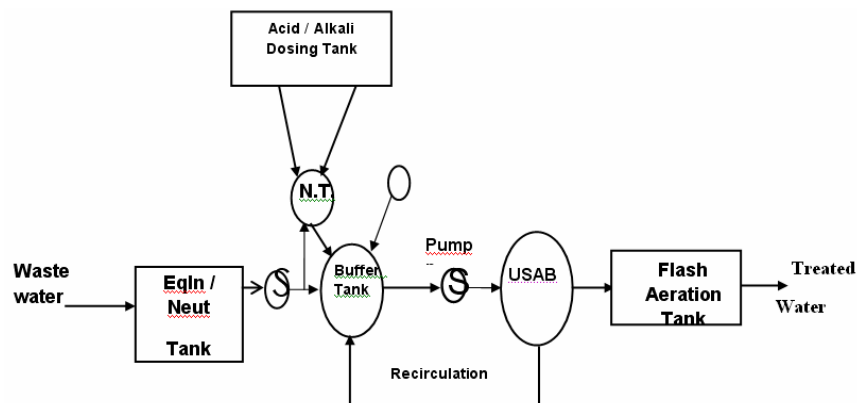 Acid / Alkali
Dosing Tank
N.T.
Waste
water
Eqln /
Neut
Tank
S
Buffer
Tank
Pump
S
USAB
Flash
Aeration
Tank
Treated
Water
Recirculation